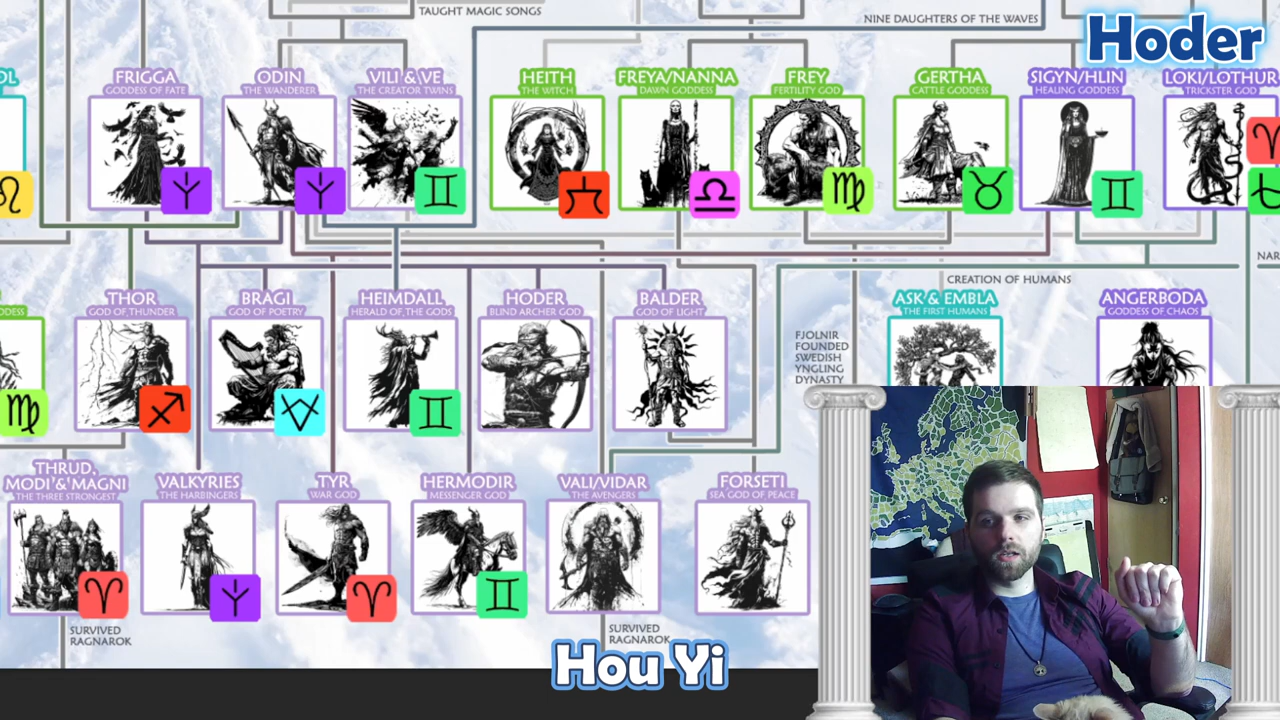 TAUGHT MAGIC SONGS
NINE DAUGHTERS OF THE WAVES
Hoder
OL
FRIGGA
GODDESS OF FATE
ODIN
THE WANDERER
VILI & VE
THE CREATOR TWINS
HEITH
THE WITCH
FREYA/NANNA
DAWN GODDESS
FREY
FERTILITY GOD
GERTHA
CATTLE GODDESS
SIGYN/HLIN
HEALING GODDESS
LOKI/LOTHUR
TRICKSTER GOD
NAR
CREATION OF HUMANS
THOR
GOD OF THUNDER
BRAGI
GOD OF POETRY
HEIMDALL
HERALD OF THE GODS
HODER
BLIND ARCHER GOD
BALDER
GOD OF LIGHT
ASK & EMBLA
THE FIRST HUMANS
ANGERBODA
GODDESS OF CHAOS
FJOLNIR
FOUNDED
SWEDISH
YNGLING
DYNASTY
THRUD,
MODI & MAGNI
THE THREE STRONGEST
VALKYRIES
THE HARBINGERS
TYR
WAR GOD
HERMODIR
MESSENGER GOD
VALI/VIDAR
THE AVENGERS
FORSETI
SEA GOD OF PEACE
SURVIVED
RAGNAROK
SURVIVED
RAGNAROK
Hou Yi